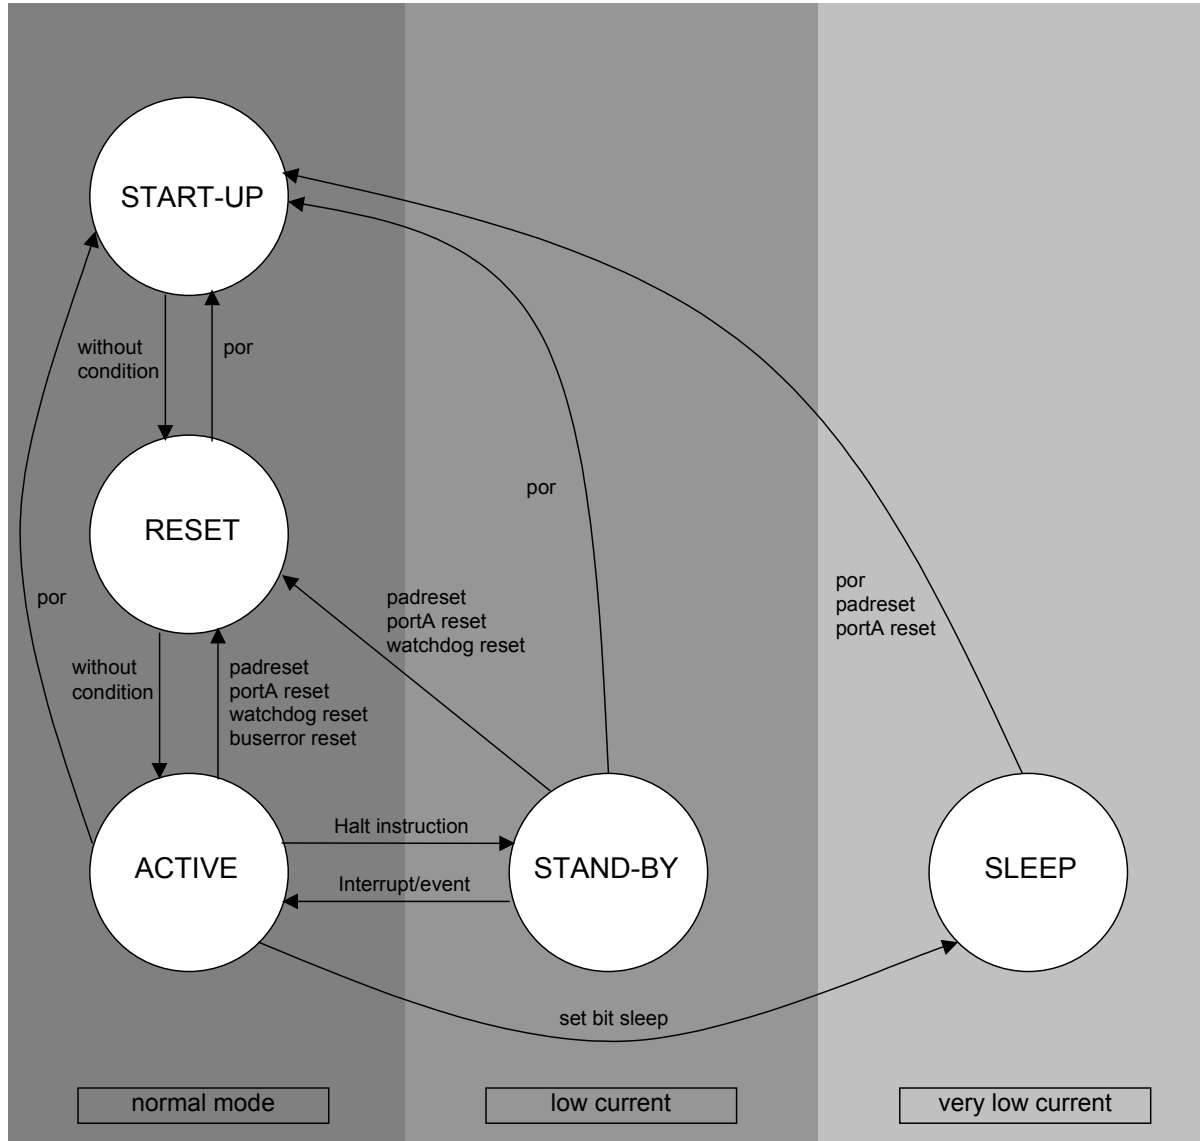 START-UP
without
condition
por
RESET
por
por
padreset
portA reset
watchdog reset
por
padreset
portA reset
without
condition
padreset
portA reset
watchdog reset
buserror reset
Halt instruction
ACTIVE
STAND-BY
SLEEP
Interrupt/event
set bit sleep
normal mode
low current
very low current